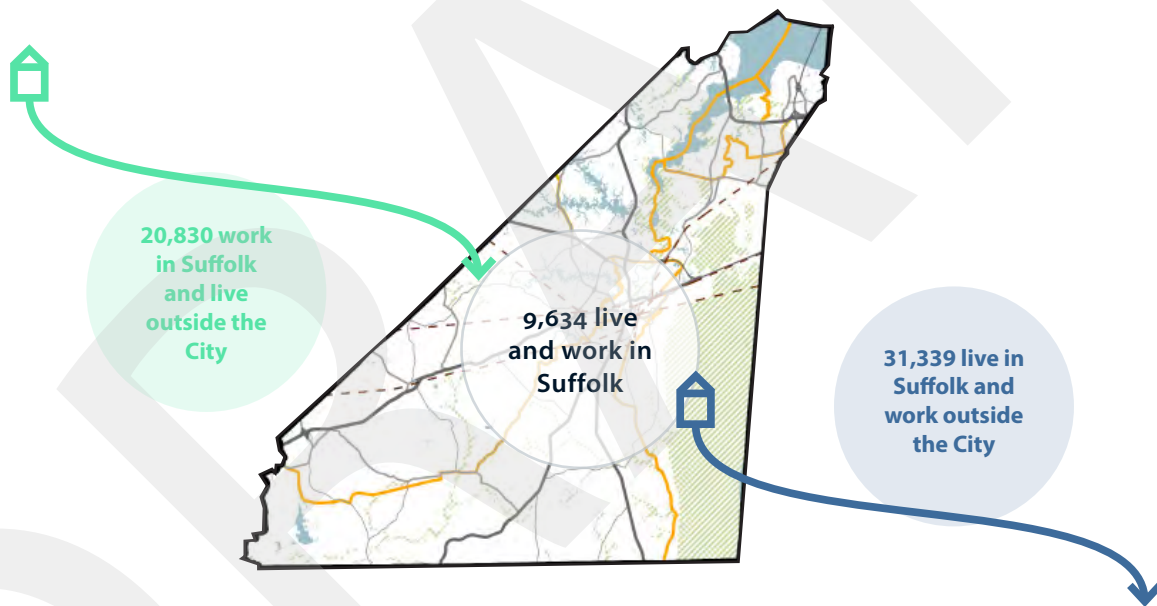 20,830 work
in Suffolk
and live
outside the
City
9,634 live
and work in
Suffolk
31,339 live in
Suffolk and
work outside
the City